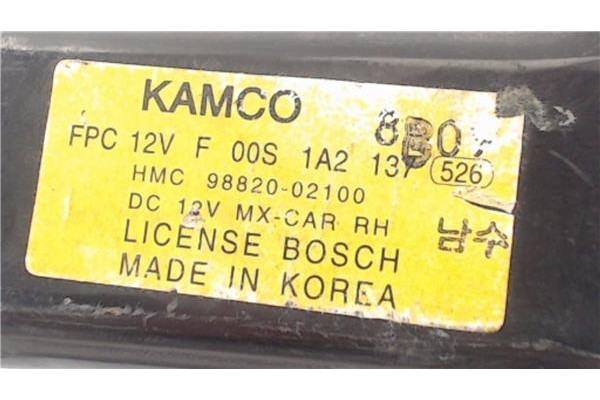 KAMCO
FPC 12V F 00S 1A2 137 526
HMC 98820-02100
DC 12V MX-CAR RH
남수
LICENSE BOSCH
MADE IN KOREA